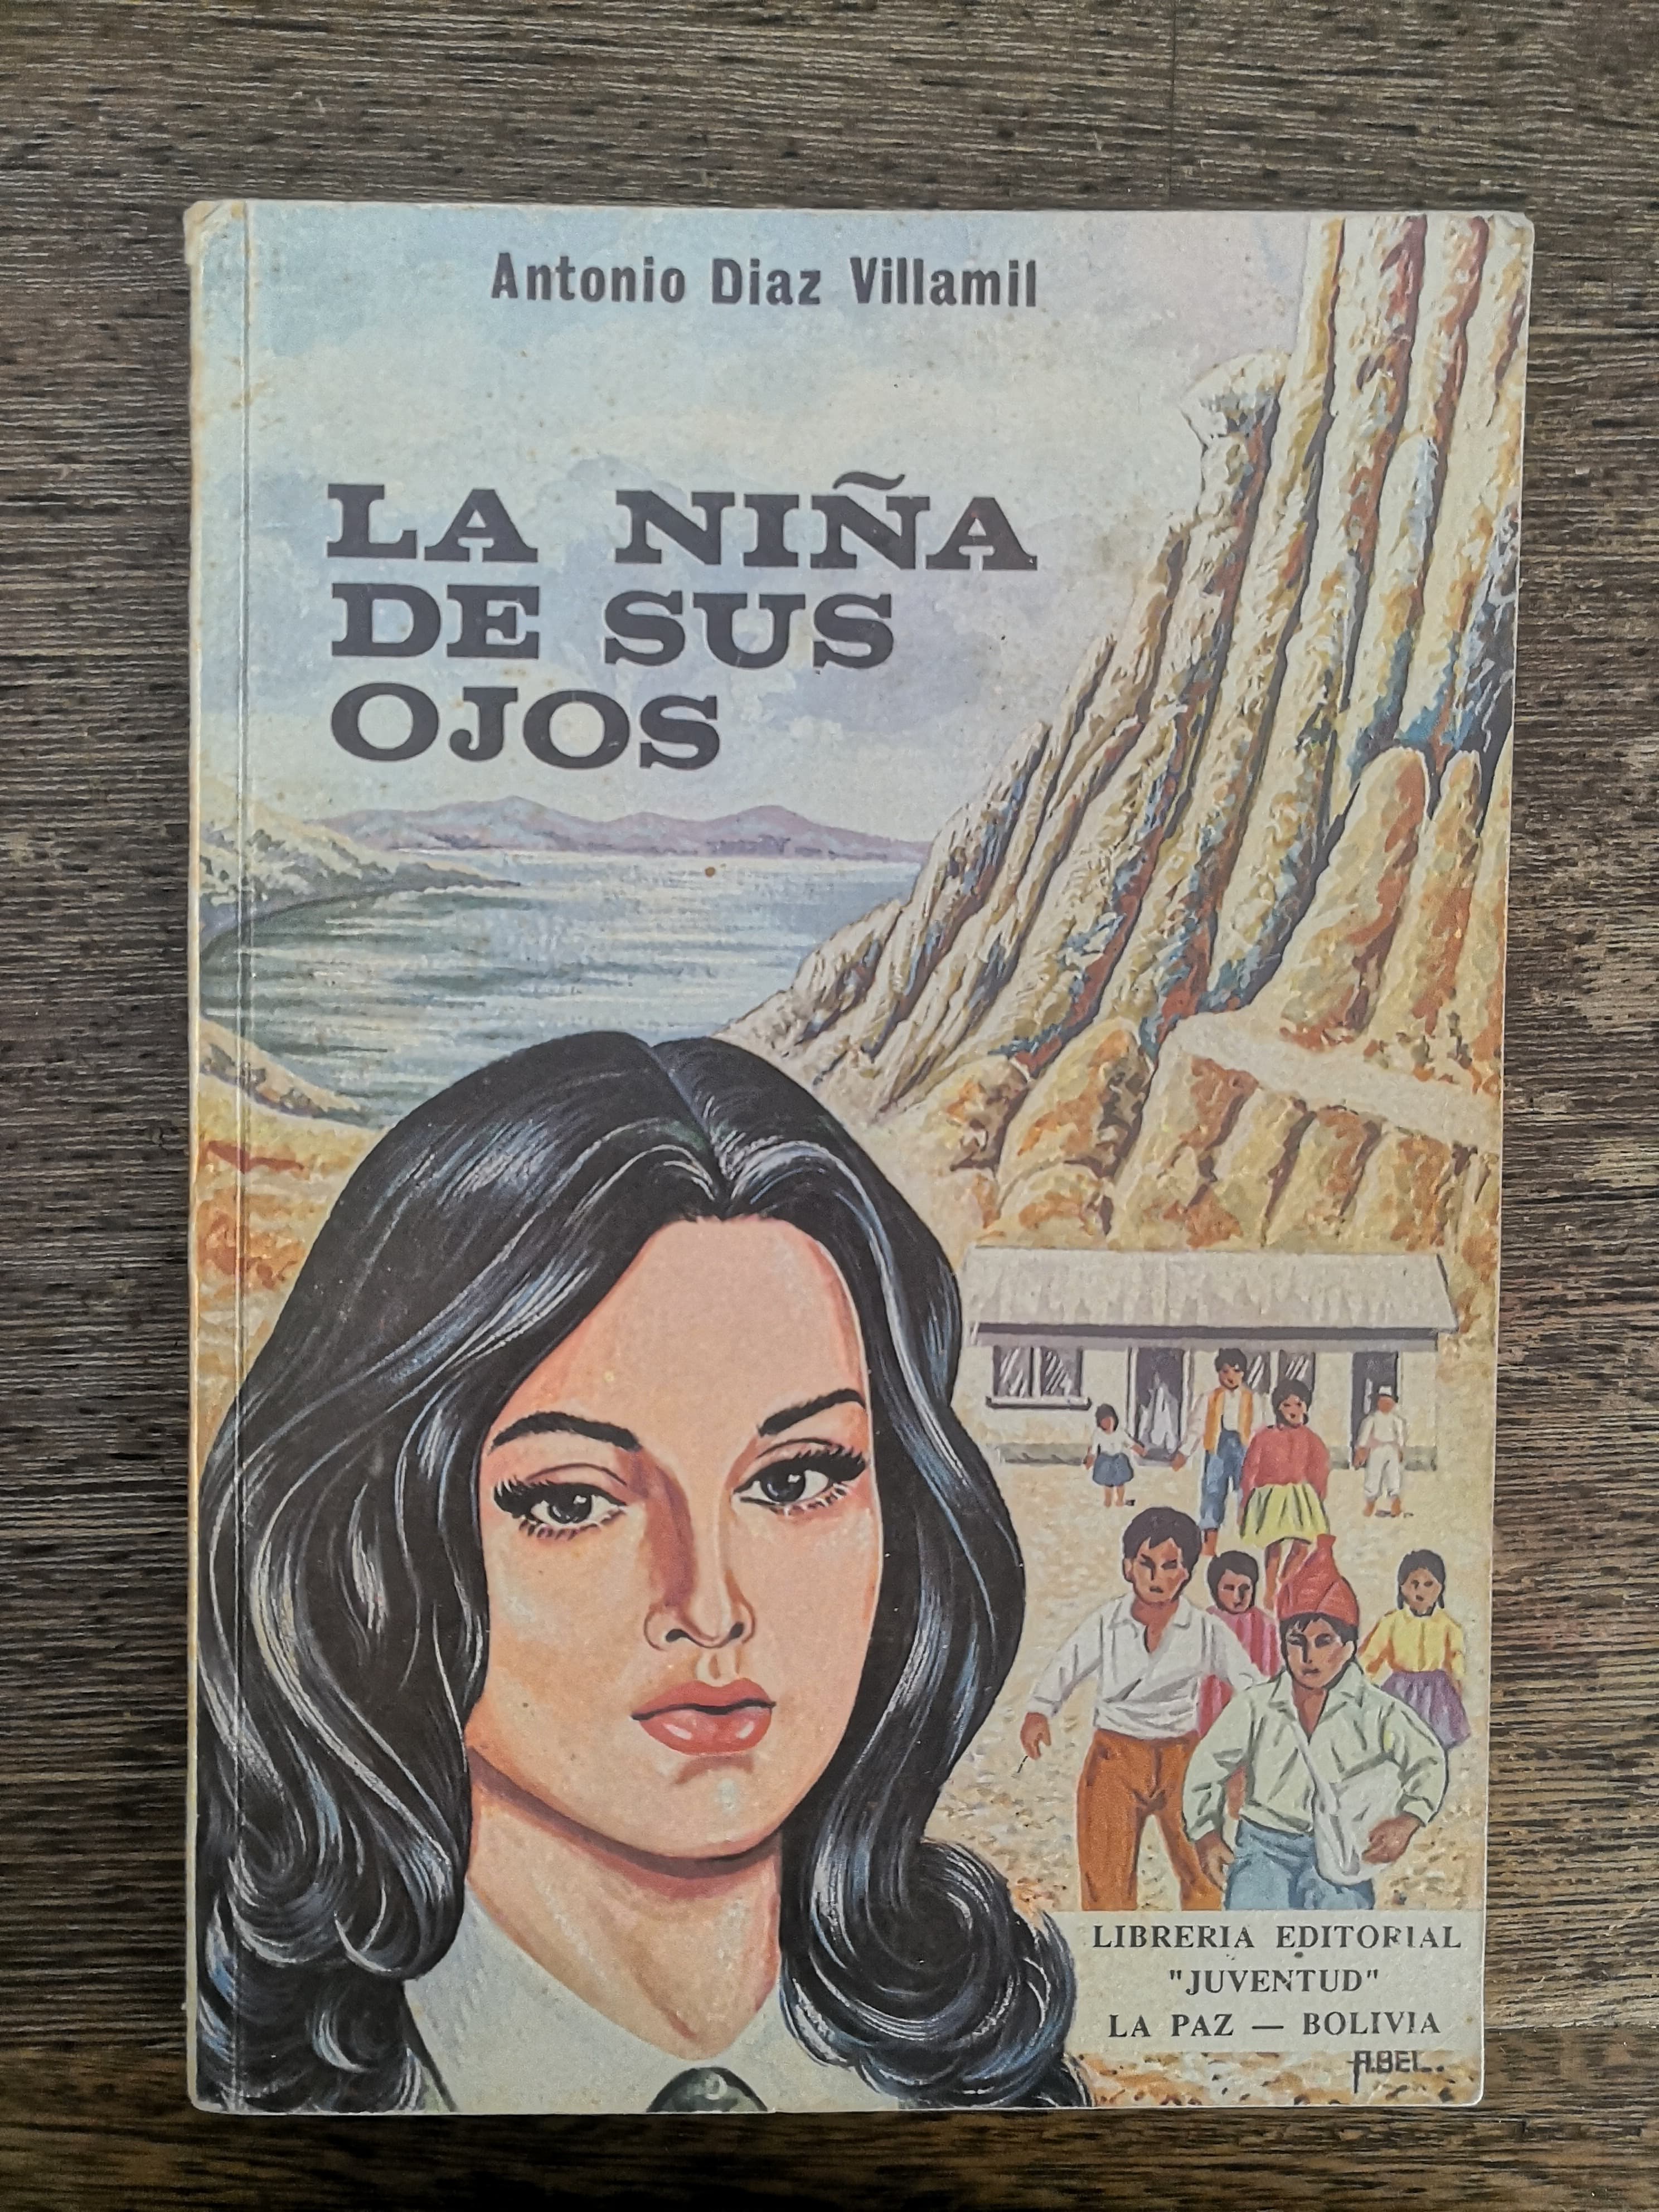 Antonio Diaz Villamil
LA NIÑA
DE SUS
OJOS
LIBRERIA EDITORIAL
"JUVENTUD"
LA PAZ — BOLIVIA
ABEL.